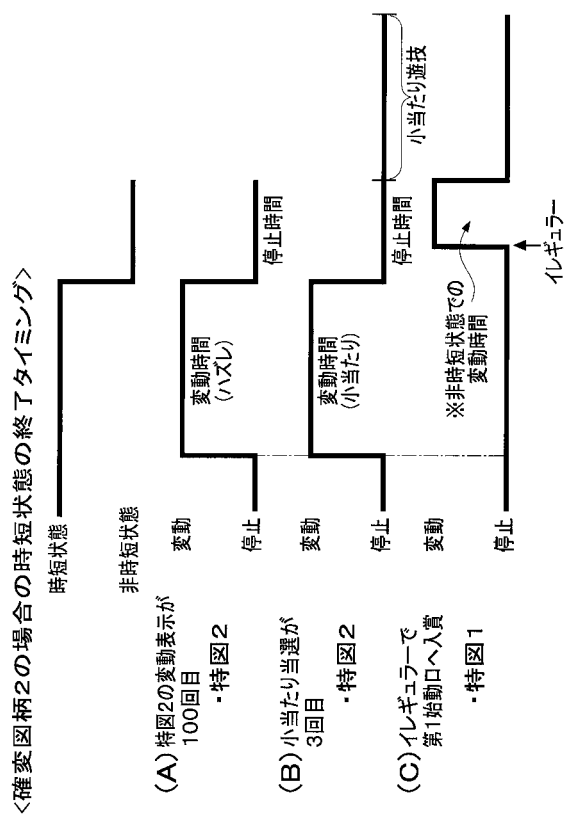 <確変図柄2の場合の時短状態の終了タイミング>
時短状態
非時短状態
(A)特図2の変動表示が
100回目
・特図2
変動
停止
変動時間
(ハズレ)
停止時間
(B)小当たり当選が
3回目
・特図2
変動
停止
変動時間
(小当たり)
停止時間
小当たり遊技
(C)イレギュラーで
第1始動口へ入賞
・特図1
変動
停止
※非時短状態での
変動時間
イレギュラー